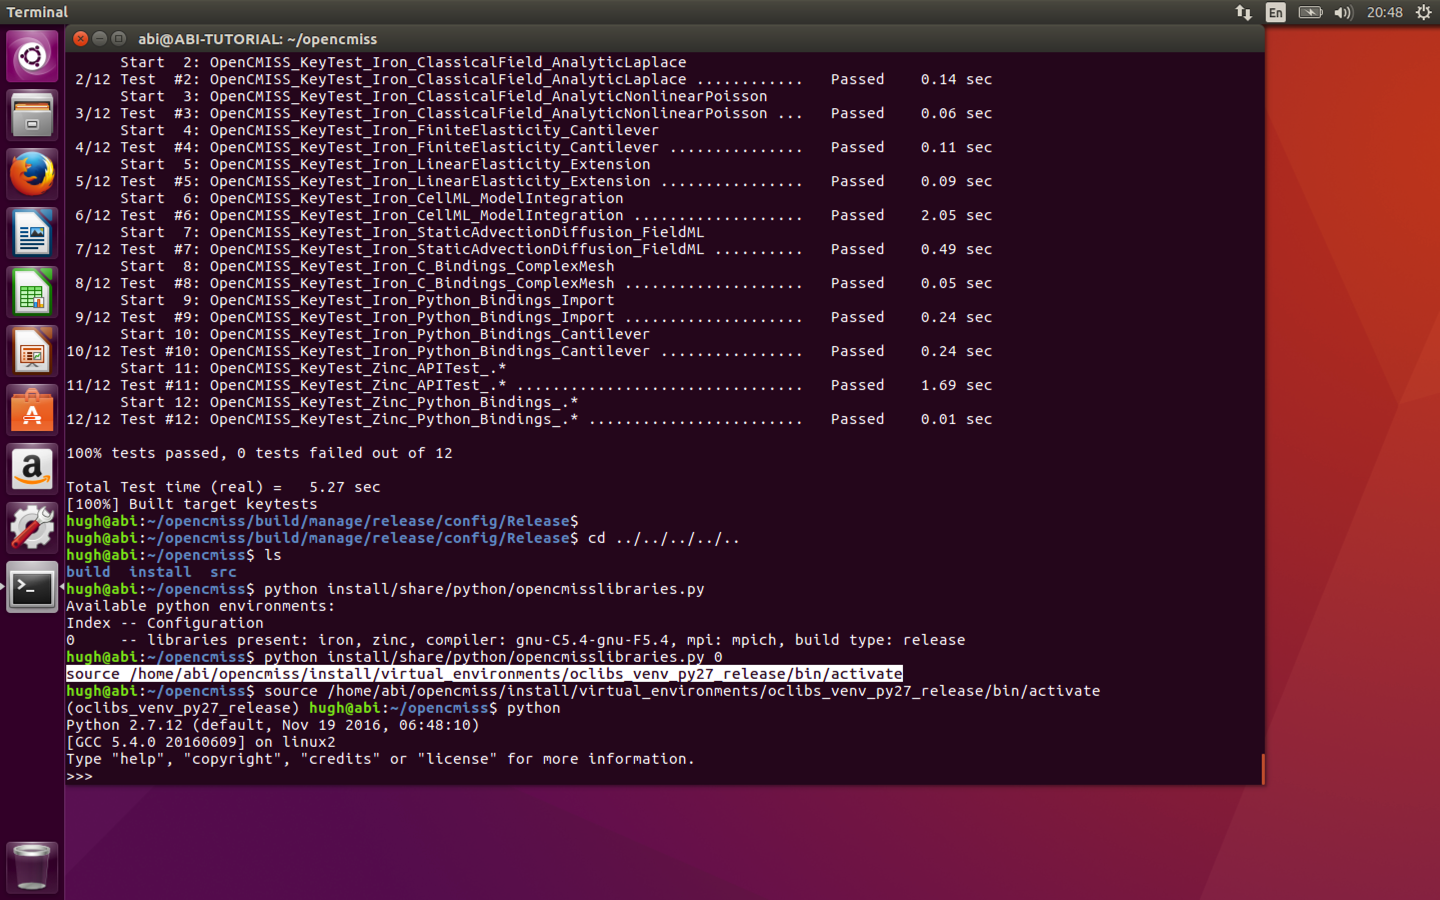 Terminal
En
20:48
abi@ABI-TUTORIAL: ~/opencmiss
Start  2: OpenCMISS_KeyTest_Iron_ClassicalField_AnalyticLaplace
2/12 Test  #2: OpenCMISS_KeyTest_Iron_ClassicalField_AnalyticLaplace ............   Passed    0.14 sec
Start  3: OpenCMISS_KeyTest_Iron_ClassicalField_AnalyticNonlinearPoisson
3/12 Test  #3: OpenCMISS_KeyTest_Iron_ClassicalField_AnalyticNonlinearPoisson ...   Passed    0.06 sec
Start  4: OpenCMISS_KeyTest_Iron_FiniteElasticity_Cantilever
4/12 Test  #4: OpenCMISS_KeyTest_Iron_FiniteElasticity_Cantilever ...............   Passed    0.11 sec
Start  5: OpenCMISS_KeyTest_Iron_LinearElasticity_Extension
5/12 Test  #5: OpenCMISS_KeyTest_Iron_LinearElasticity_Extension ................   Passed    0.09 sec
Start  6: OpenCMISS_KeyTest_Iron_CellML_ModelIntegration
6/12 Test  #6: OpenCMISS_KeyTest_Iron_CellML_ModelIntegration ...................   Passed    2.05 sec
Start  7: OpenCMISS_KeyTest_Iron_StaticAdvectionDiffusion_FieldML
7/12 Test  #7: OpenCMISS_KeyTest_Iron_StaticAdvectionDiffusion_FieldML ..........   Passed    0.49 sec
Start  8: OpenCMISS_KeyTest_Iron_C_Bindings_ComplexMesh
8/12 Test  #8: OpenCMISS_KeyTest_Iron_C_Bindings_ComplexMesh ....................   Passed    0.05 sec
Start  9: OpenCMISS_KeyTest_Iron_Python_Bindings_Import
9/12 Test  #9: OpenCMISS_KeyTest_Iron_Python_Bindings_Import ....................   Passed    0.24 sec
Start 10: OpenCMISS_KeyTest_Iron_Python_Bindings_Cantilever
10/12 Test #10: OpenCMISS_KeyTest_Iron_Python_Bindings_Cantilever ................   Passed    0.24 sec
Start 11: OpenCMISS_KeyTest_Zinc_APITest_.*
11/12 Test #11: OpenCMISS_KeyTest_Zinc_APITest_.* ................................   Passed    1.69 sec
Start 12: OpenCMISS_KeyTest_Zinc_Python_Bindings_.*
12/12 Test #12: OpenCMISS_KeyTest_Zinc_Python_Bindings_.* ........................   Passed    0.01 sec
100% tests passed, 0 tests failed out of 12
Total Test time (real) =   5.27 sec
[100%] Built target keytests
hugh@abi:~/opencmiss/build/manage/release/config/Release$
hugh@abi:~/opencmiss/build/manage/release/config/Release$ cd ../../../../..
hugh@abi:~/opencmiss$ ls
build  install  src
hugh@abi:~/opencmiss$ python install/share/python/opencmisslibraries.py
Available python environments:
Index -- Configuration
0     -- libraries present: iron, zinc, compiler: gnu-C5.4-gnu-F5.4, mpi: mpich, build type: release
hugh@abi:~/opencmiss$ python install/share/python/opencmisslibraries.py 0
source /home/abi/opencmiss/install/virtual_environments/oclibs_venv_py27_release/bin/activate
hugh@abi:~/opencmiss$ source /home/abi/opencmiss/install/virtual_environments/oclibs_venv_py27_release/bin/activate
(oclibs_venv_py27_release) hugh@abi:~/opencmiss$ python
Python 2.7.12 (default, Nov 19 2016, 06:48:10)
[GCC 5.4.0 20160609] on linux2
Type "help", "copyright", "credits" or "license" for more information.
>>>